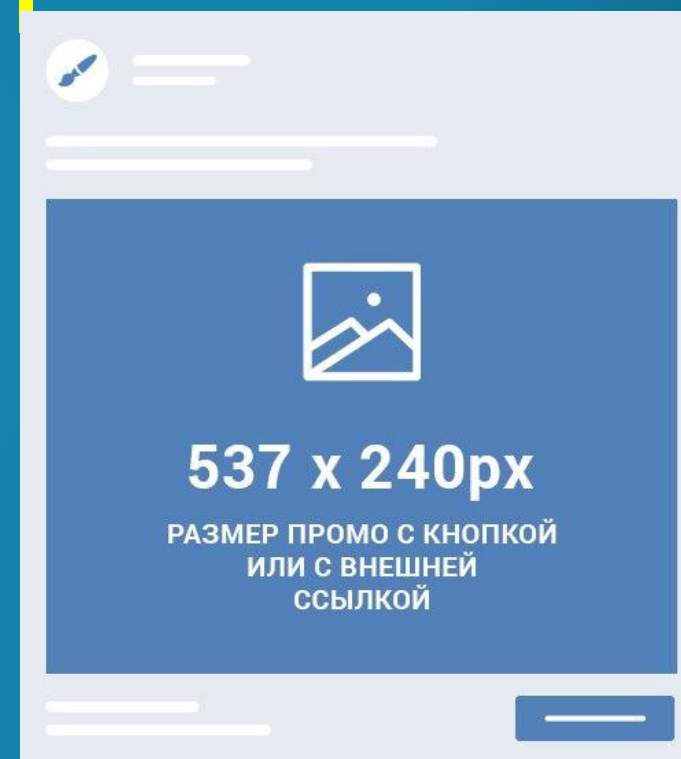 537 x 240px
РАЗМЕР ПРОМО С КНОПКОЙ
ИЛИ С ВНЕШНЕЙ
ССЫЛКОЙ